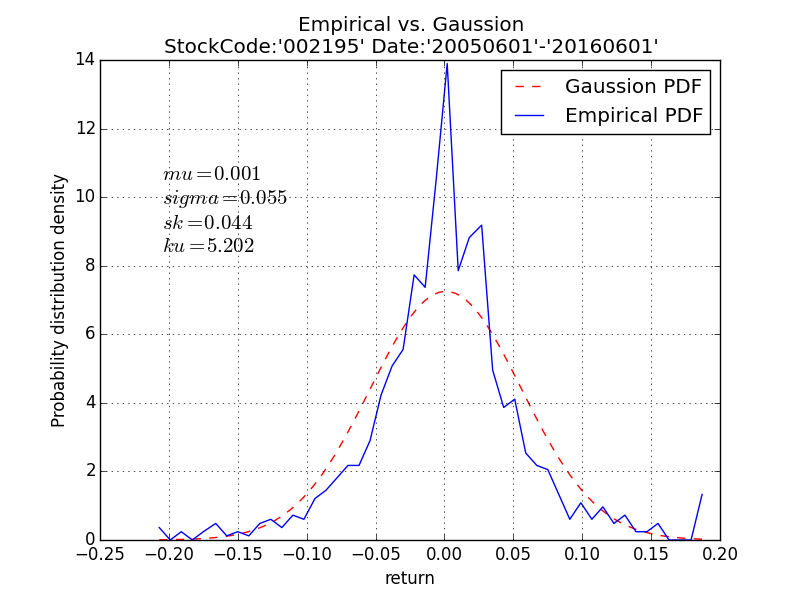 Empirical vs. Gaussion
StockCode:'002195' Date:'20050601'-'20160601'
Gaussion PDF
Empirical PDF
mu=0.001
sigma=0.055
sk=0.044
ku=5.202
Probability distribution density
14
12
10
8
6
4
2
0
−0.25 −0.20 −0.15 −0.10 −0.05 0.00 0.05 0.10 0.15 0.20
return